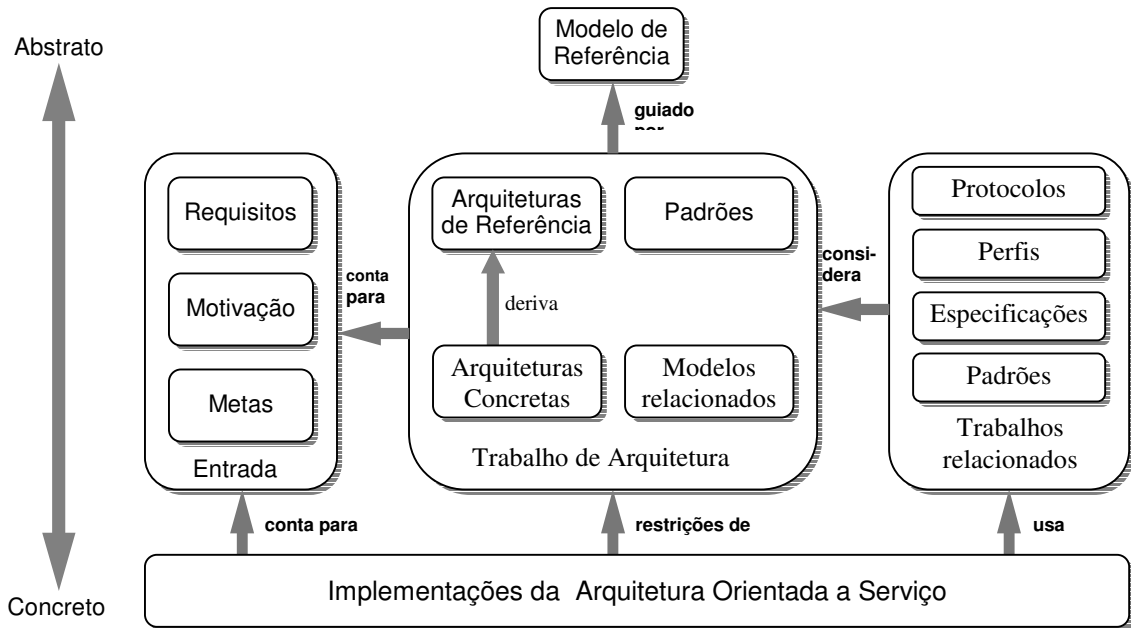 Abstrato
Modelo de
Referência
guiado
Requisitos
Motivação
Metas
Entrada
conta
para
Arquiteturas
de Referência
Padrões
deriva
Arquiteturas
Concretas
Modelos
relacionados
Trabalho de Arquitetura
consi-
dera
Protocolos
Perfis
Especificações
Padrões
Trabalhos
relacionados
conta para
restrições de
usa
Implementações da Arquitetura Orientada a Serviço
Concreto